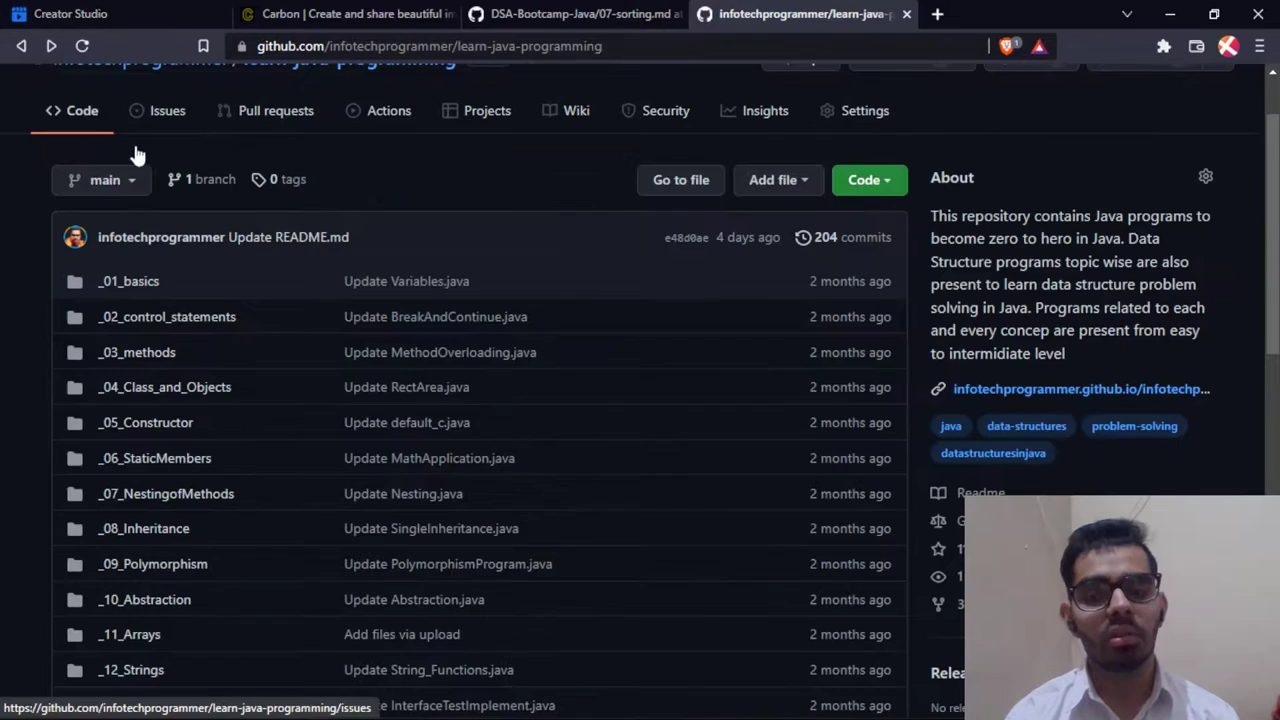 Creator Studio
Carbon | Create and share beautiful in
DSA-Bootcamp-Java/07-sorting.md at
infotechprogrammer/learn-java-p
github.com/infotechprogrammer/learn-java-programming
1
infotechprogrammer/learn-java-programming
Code
Issues
Pull requests
Actions
Projects
Wiki
Security
Insights
Settings
main
1 branch
0 tags
Go to file
Add file
Code
infotechprogrammer Update README.md
e48d0ae 4 days ago
204 commits
_01_basics Update Variables.java 2 months ago
_02_control_statements Update BreakAndContinue.java 2 months ago
_03_methods Update MethodOverloading.java 2 months ago
_04_Class_and_Objects Update RectArea.java 2 months ago
_05_Constructor Update default_c.java 2 months ago
_06_StaticMembers Update MathApplication.java 2 months ago
_07_NestingofMethods Update Nesting.java 2 months ago
_08_Inheritance Update SingleInheritance.java 2 months ago
_09_Polymorphism Update PolymorphismProgram.java 2 months ago
_10_Abstraction Update Abstraction.java 2 months ago
_11_Arrays Add files via upload 2 months ago
_12_Strings Update String_Functions.java 2 months ago
InterfaceTestImplement.java 2 months ago
https://github.com/infotechprogrammer/learn-java-programming/issues
About
This repository contains Java programs to
become zero to hero in Java. Data
Structure programs topic wise are also
present to learn data structure problem
solving in Java. Programs related to each
and every concep are present from easy
to intermidiate level
infotechprogrammer.github.io/infotechp...
java
data-structures
problem-solving
datastructuresinjava
Readme
Relea
No re